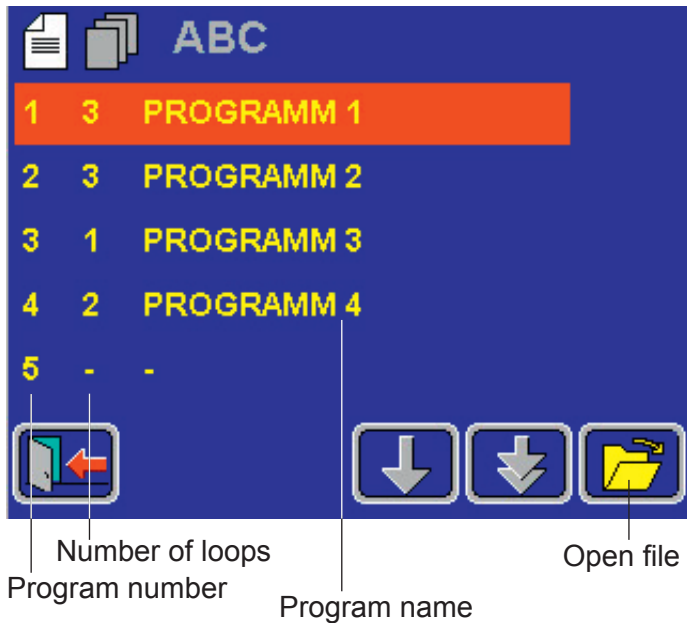 ABC
1 3 PROGRAMM 1
2 3 PROGRAMM 2
3 1 PROGRAMM 3
4 2 PROGRAMM 4
5 - -
Number of loops
Open file
Program number
Program name